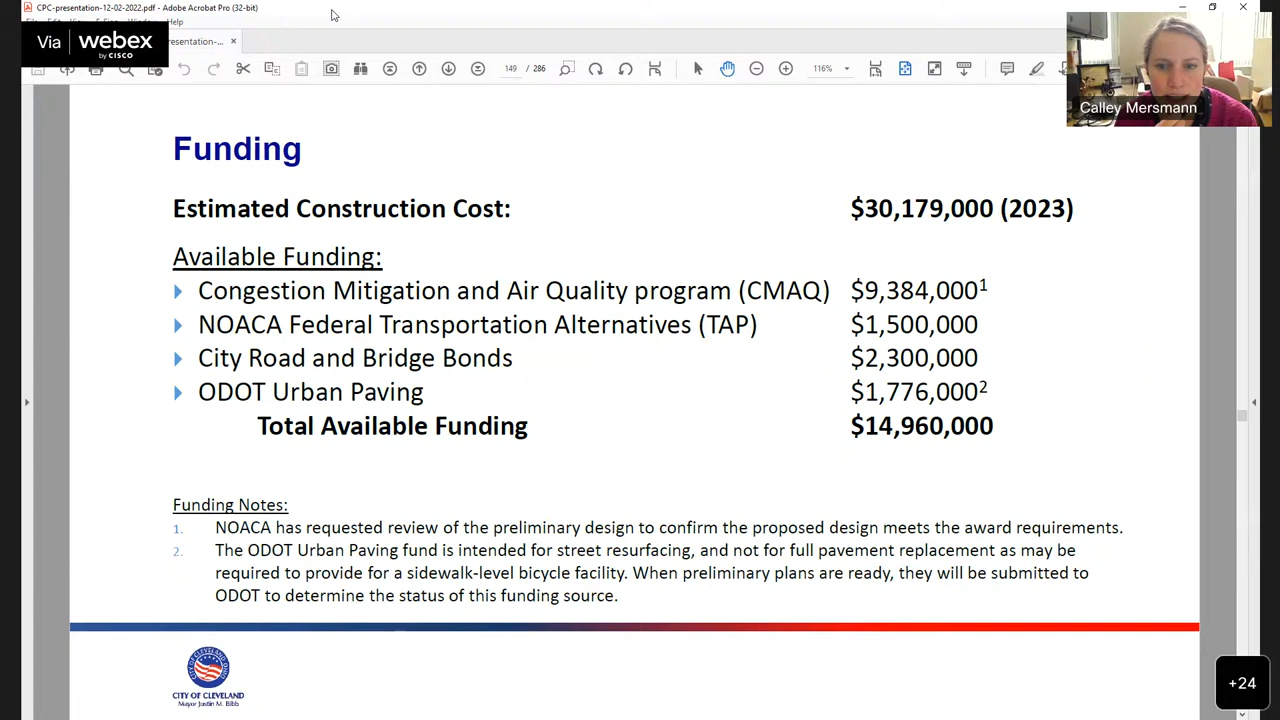 CPC-presentation-12-02-2022.pdf - Adobe Acrobat Pro (32-bit)
Help
Via webex
by CISCO
resentation-...
149 / 286
116%
Calley Mersmann
Funding
Estimated Construction Cost: $30,179,000 (2023)
Available Funding:
Congestion Mitigation and Air Quality program (CMAQ) $9,384,000¹
NOACA Federal Transportation Alternatives (TAP) $1,500,000
City Road and Bridge Bonds $2,300,000
ODOT Urban Paving $1,776,000²
Total Available Funding $14,960,000
Funding Notes:
1. NOACA has requested review of the preliminary design to confirm the proposed design meets the award requirements.
2. The ODOT Urban Paving fund is intended for street resurfacing, and not for full pavement replacement as may be
required to provide for a sidewalk-level bicycle facility. When preliminary plans are ready, they will be submitted to
ODOT to determine the status of this funding source.
CITY OF CLEVELAND
Mayor Justin M. Bibb
+24